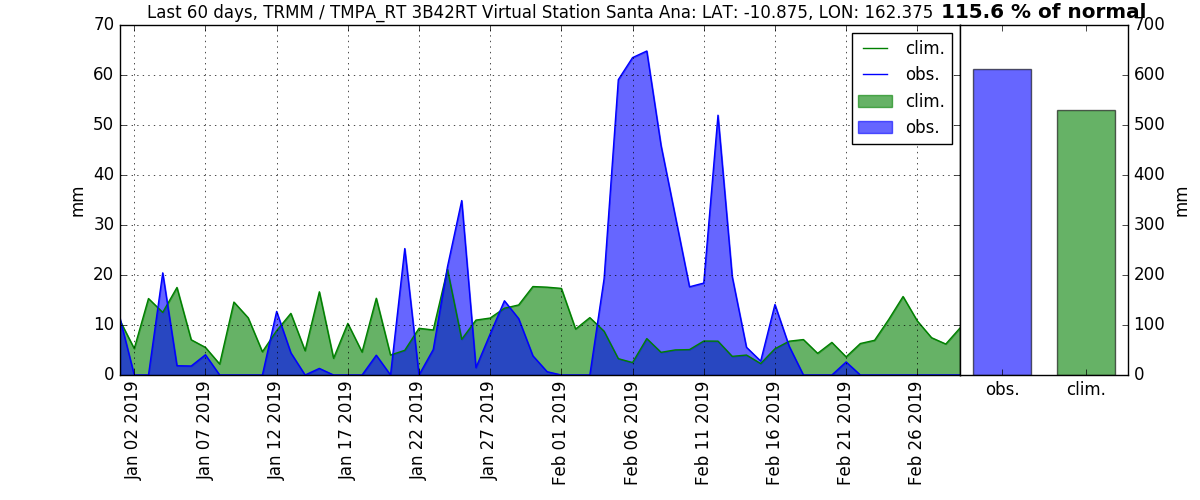 Last 60 days, TRMM / TMPA_RT 3B42RT Virtual Station Santa Ana: LAT: -10.875, LON: 162.375 115.6 % of normal
70
60
50
40
30
20
10
0
mm
clim.
obs.
clim.
obs.
Jan 02 2019
Jan 07 2019
Jan 12 2019
Jan 17 2019
Jan 22 2019
Jan 27 2019
Feb 01 2019
Feb 06 2019
Feb 11 2019
Feb 16 2019
Feb 21 2019
Feb 26 2019
700
600
500
400
300
200
100
0
mm
obs.
clim.